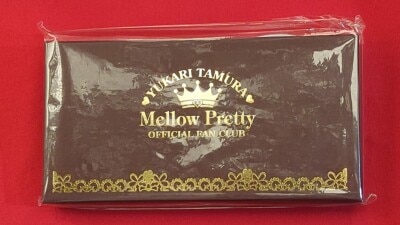 YUKARI TAMURA
Mellow Pretty
OFFICIAL FAN CLUB